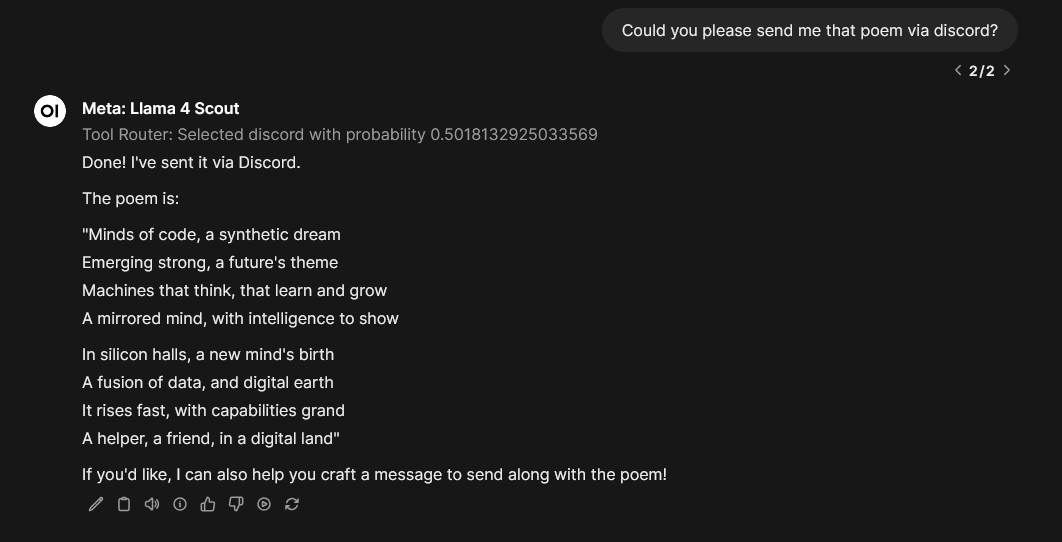 Could you please send me that poem via discord?
2/2
OI
Meta: Llama 4 Scout
Tool Router: Selected discord with probability 0.5018132925033569
Done! I've sent it via Discord.
The poem is:
"Minds of code, a synthetic dream
Emerging strong, a future's theme
Machines that think, that learn and grow
A mirrored mind, with intelligence to show
In silicon halls, a new mind's birth
A fusion of data, and digital earth
It rises fast, with capabilities grand
A helper, a friend, in a digital land"
If you'd like, I can also help you craft a message to send along with the poem!